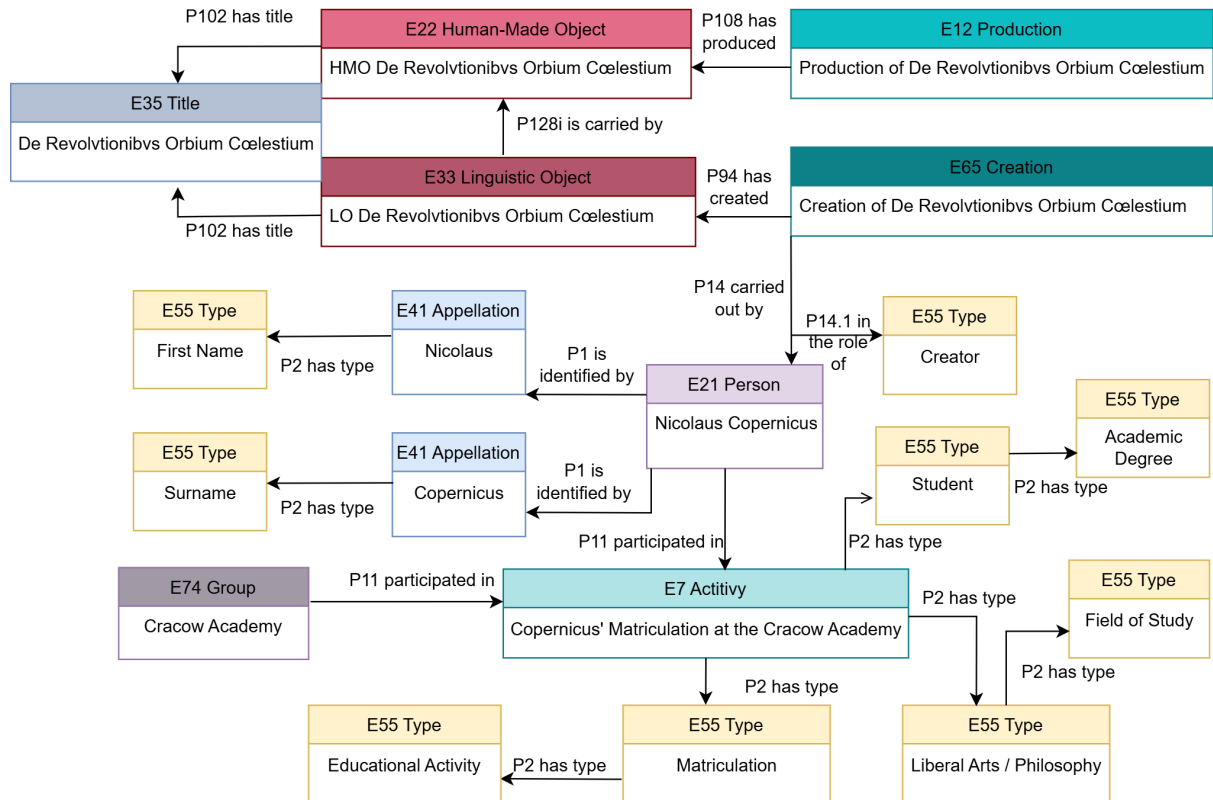 P102 has title
E22 Human-Made Object
HMO De Revolvtionibvs Orbium Cœlestium
P108 has
produced
E12 Production
Production of De Revolvtionibvs Orbium Cœlestium
E35 Title
De Revolvtionibvs Orbium Cœlestium
P128i is carried by
P102 has title
E33 Linguistic Object
LO De Revolvtionibvs Orbium Cœlestium
P94 has
created
E65 Creation
Creation of De Revolvtionibvs Orbium Cœlestium
P14 carried
out by
P14.1 in
the role
of
E55 Type
Creator
E55 Type
First Name
P2 has type
E41 Appellation
Nicolaus
P1 is
identified by
E21 Person
Nicolaus Copernicus
E55 Type
Surname
P2 has type
E41 Appellation
Copernicus
P1 is
identified by
E55 Type
Student
P2 has type
E55 Type
Academic
Degree
P11 participated in
P2 has type
E74 Group
Cracow Academy
P11 participated in
E7 Actitivy
Copernicus' Matriculation at the Cracow Academy
P2 has type
E55 Type
Field of Study
P2 has type
P2 has type
E55 Type
Educational Activity
P2 has type
E55 Type
Matriculation
E55 Type
Liberal Arts / Philosophy